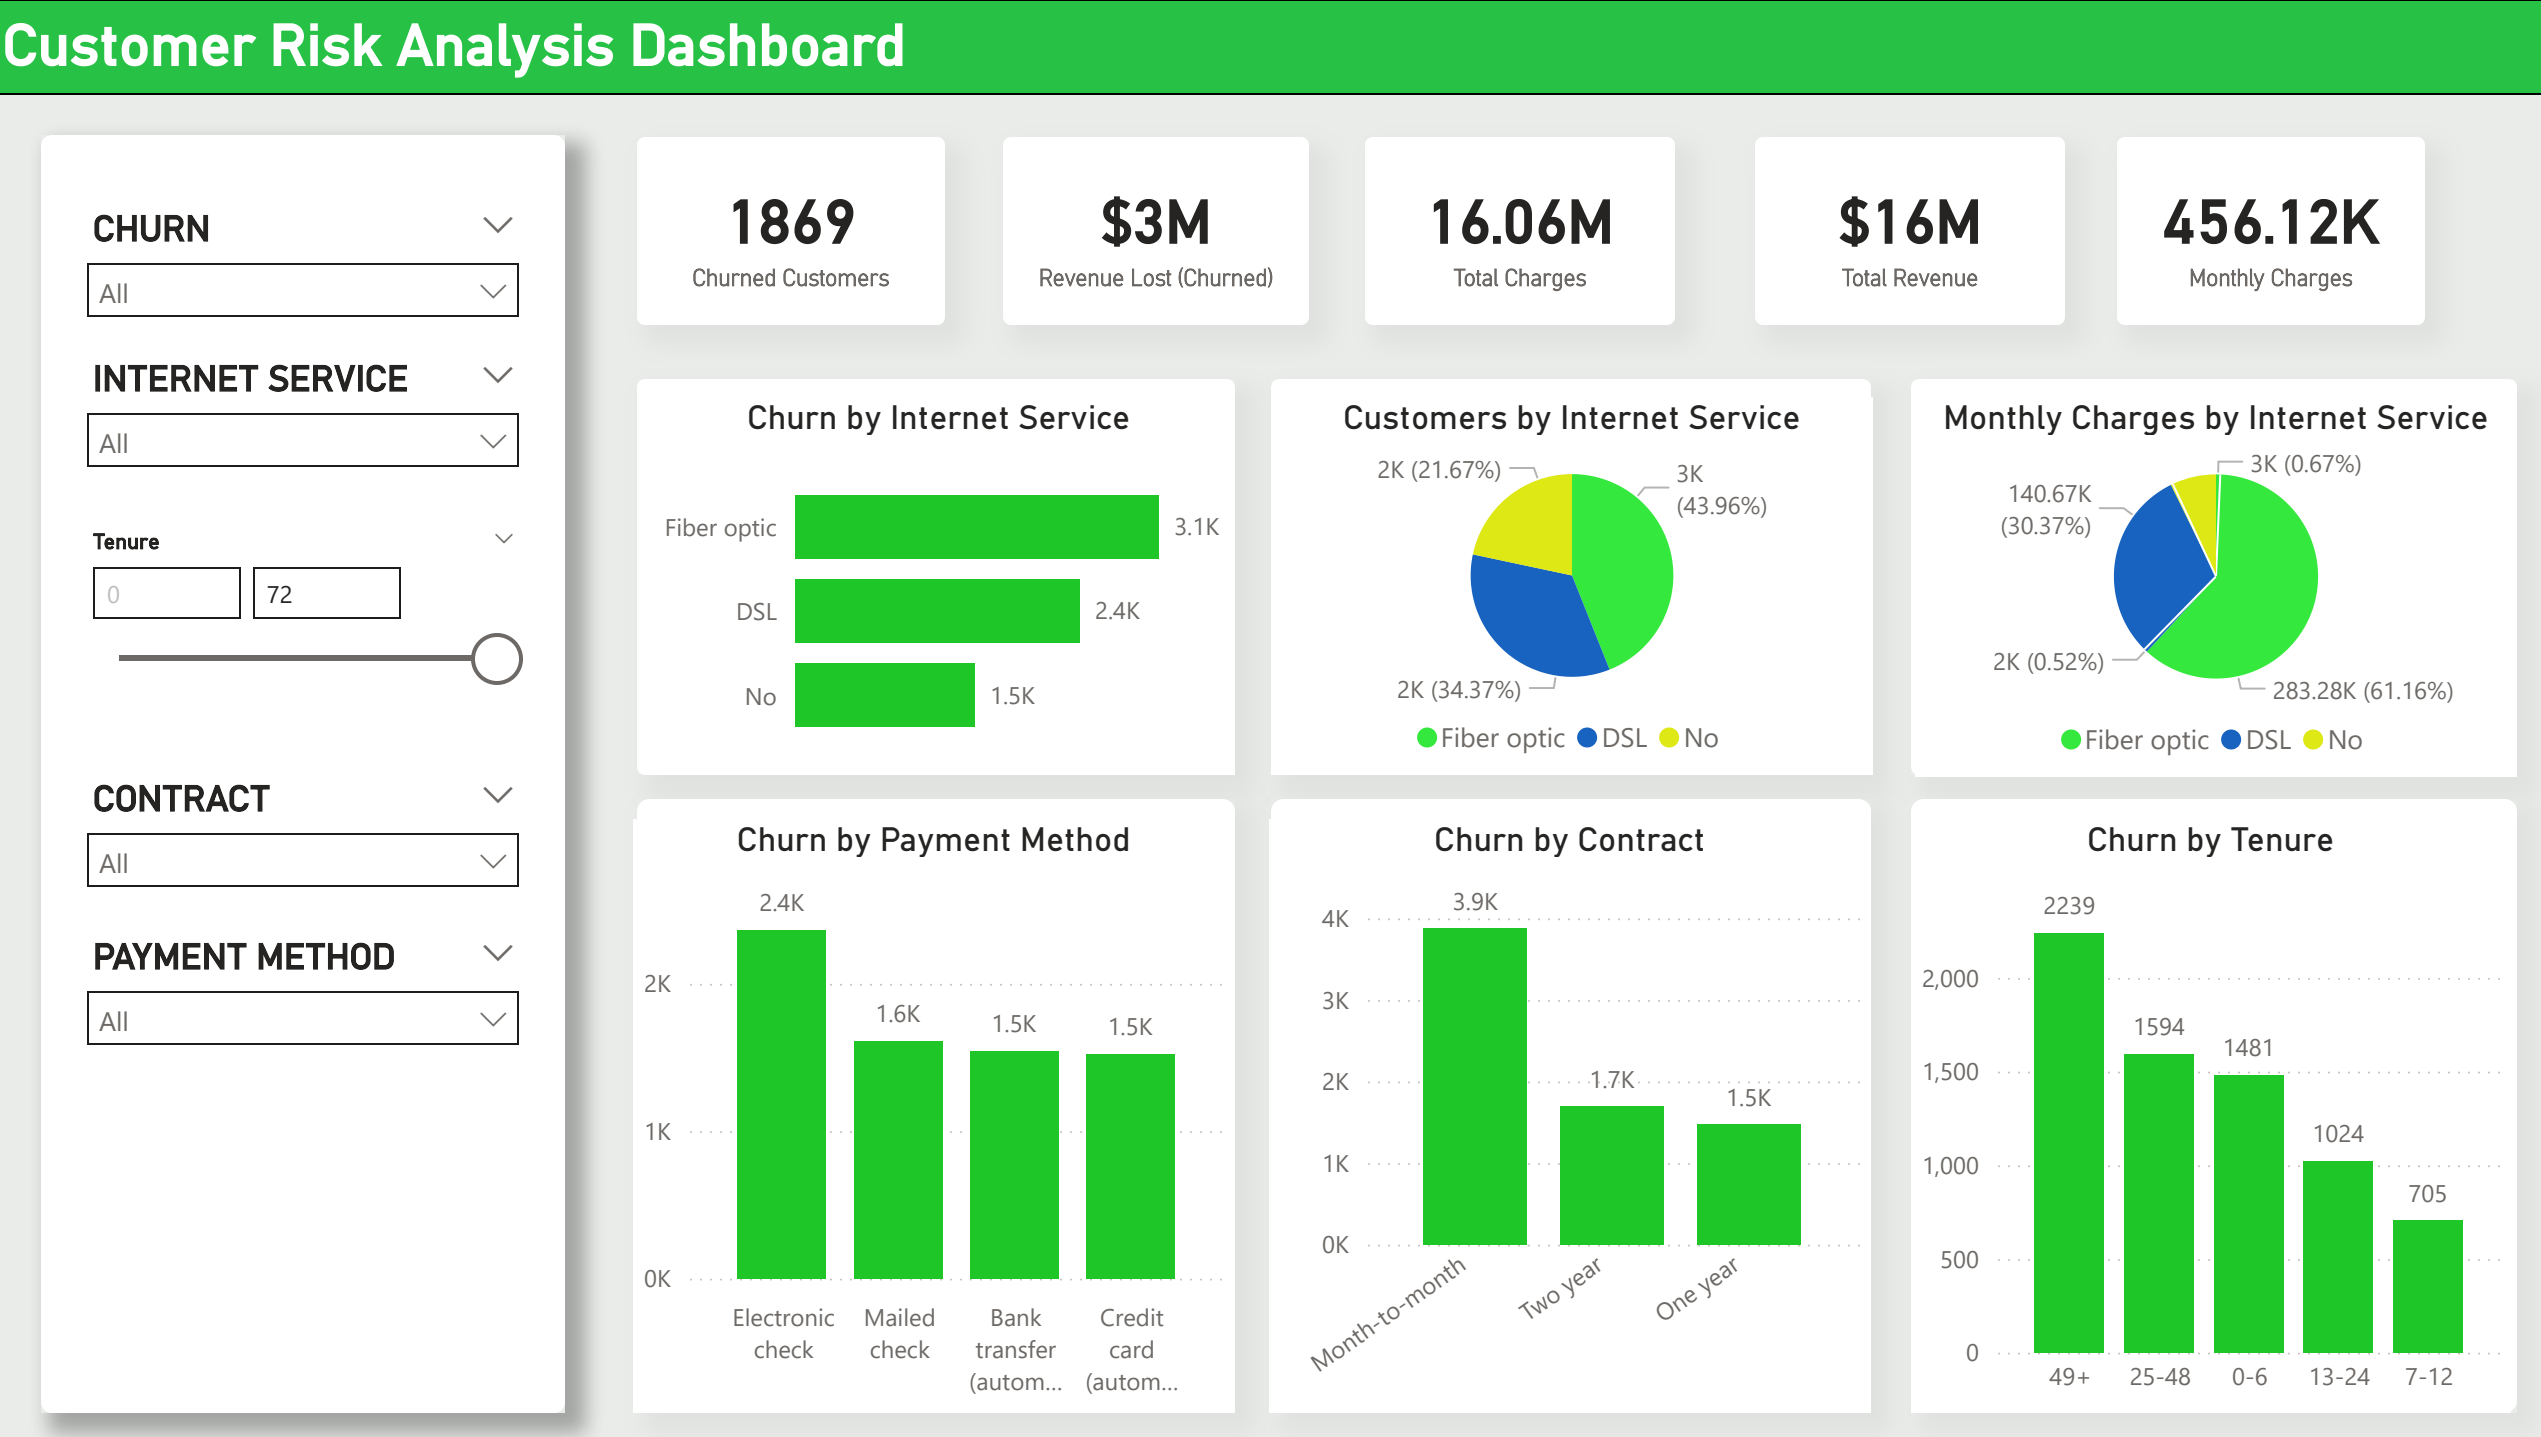 Customer Risk Analysis Dashboard
CHURN
All
INTERNET SERVICE
All
Tenure
0
72
CONTRACT
All
PAYMENT METHOD
All
1869
Churned Customers
$3M
Revenue Lost (Churned)
16.06M
Total Charges
$16M
Total Revenue
456.12K
Monthly Charges
Churn by Internet Service
Fiber optic
3.1K
DSL
2.4K
No
1.5K
Customers by Internet Service
2K (21.67%)
3K
(43.96%)
2K (34.37%)
Fiber optic
DSL
No
Monthly Charges by Internet Service
3K (0.67%)
140.67K
(30.37%)
2K (0.52%)
283.28K (61.16%)
Fiber optic
DSL
No
Churn by Payment Method
2K
1K
0K
2.4K
1.6K
1.5K
1.5K
Electronic
check
Mailed
check
Bank
transfer
(autom...
Credit
card
(autom...
Churn by Contract
4K
3K
2K
1K
0K
3.9K
1.7K
1.5K
Month-to-month
Two year
One year
Churn by Tenure
2,000
1,500
1,000
500
0
2239
1594
1481
1024
705
49+
25-48
0-6
13-24
7-12